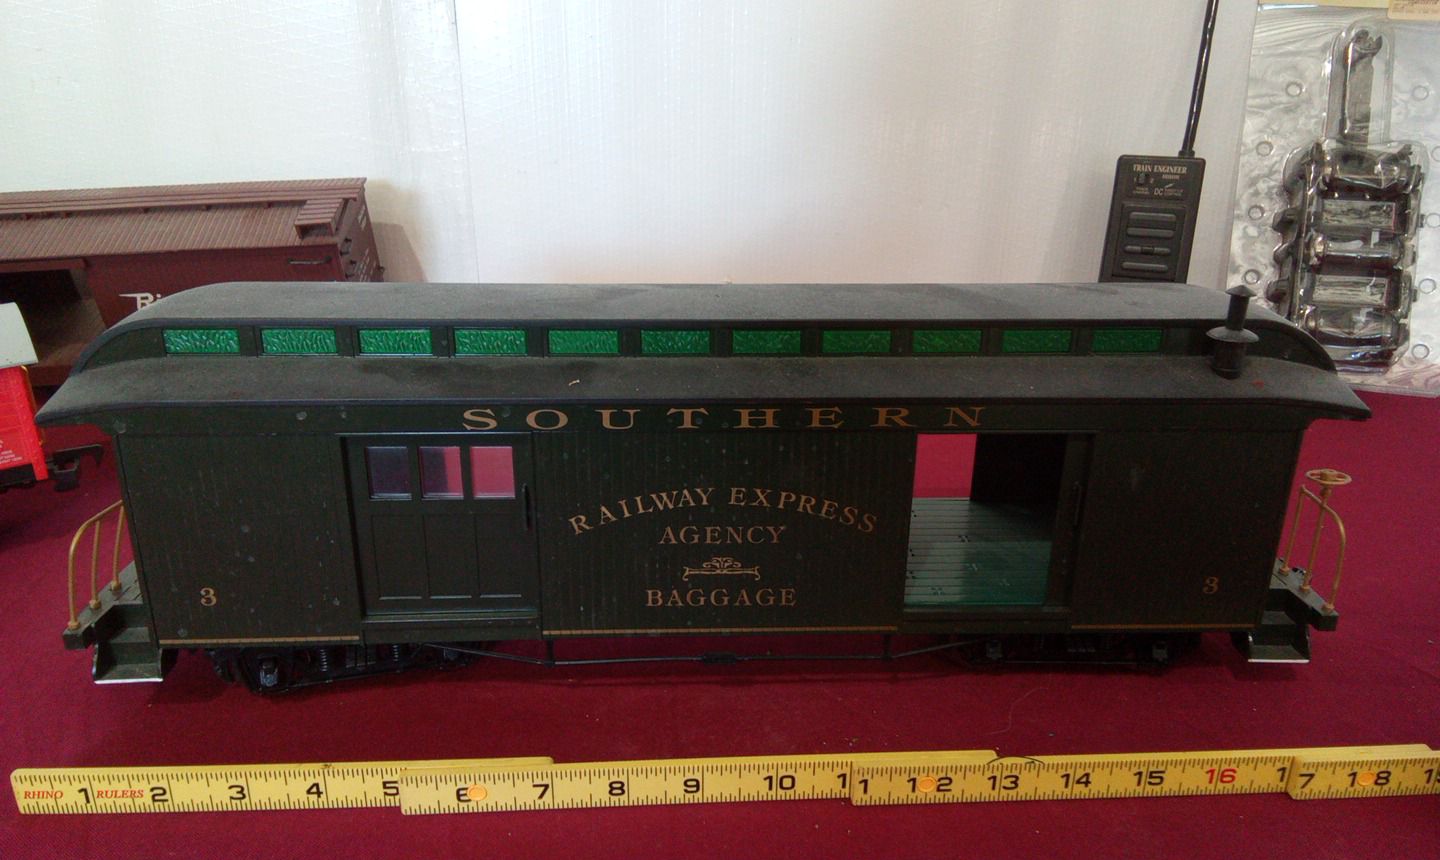 TRAIN ENGINEER
DC
SOUTHERN
RAILWAY EXPRESS
AGENCY
BAGGAGE
3
3
RHINO 1 RULERS 2 3 4 5 6 7 8 9 10 11 12 13 14 15 16 17 18